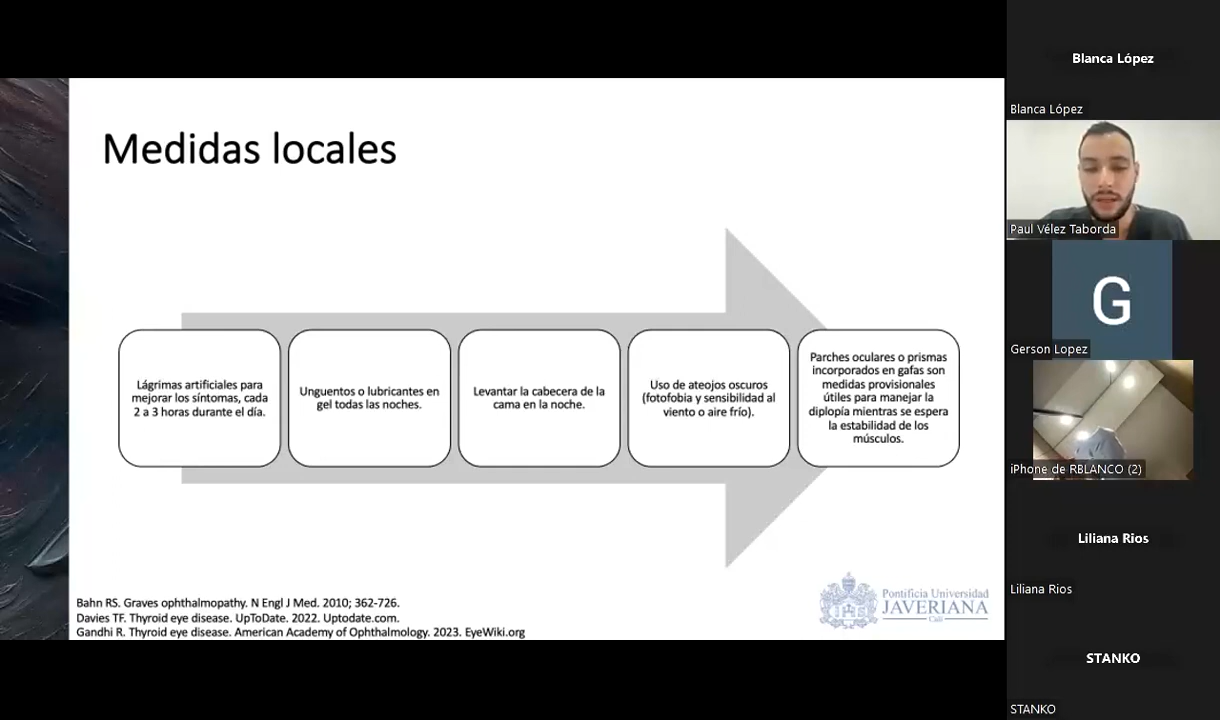 Medidas locales
Lágrimas artificiales para
mejorar los síntomas, cada
2 a 3 horas durante el día.
Unguentos o lubricantes en
gel todas las noches.
Levantar la cabecera de la
cama en la noche.
Uso de ateojos oscuros
(fotofobia y sensibilidad al
viento o aire frío).
Parches oculares o prismas
incorporados en gafas son
medidas provisionales
útiles para manejar la
diplopía mientras se espera
la estabilidad de los
músculos.
Bahn RS. Graves ophthalmopathy. N Engl J Med. 2010; 362-726.
Davies TF. Thyroid eye disease. UpToDate. 2022. Uptodate.com.
Gandhi R. Thyroid eye disease. American Academy of Ophthalmology. 2023. EyeWiki.org
IHS
Pontificia Universidad
JAVERIANA
Cali
Blanca López
Blanca López
Paul Vélez Taborda
G
Gerson Lopez
iPhone de RBLANCO (2)
Liliana Rios
Liliana Rios
STANKO
STANKO